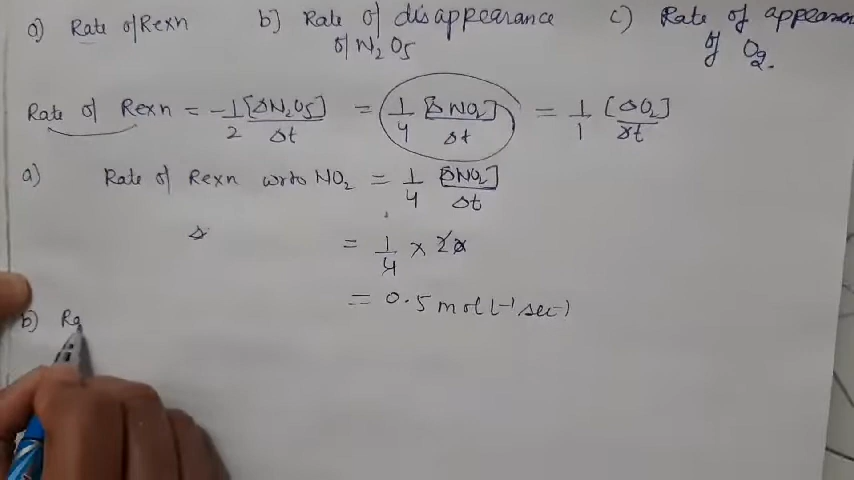 a) Rate of Rexn b) Rate of disappearance of N₂O₅ c) Rate of appearan of O₂.
Rate of Rexn = -1/2 [ΔN₂O₅]/Δt = 1/4 [ΔNO₂]/Δt = 1/1 [ΔO₂]/Δt
a) Rate of Rexn wrto NO₂ = 1/4 [ΔNO₂]/Δt
= 1/4 × 2
= 0.5 mol L⁻¹ sec⁻¹
b) Ra